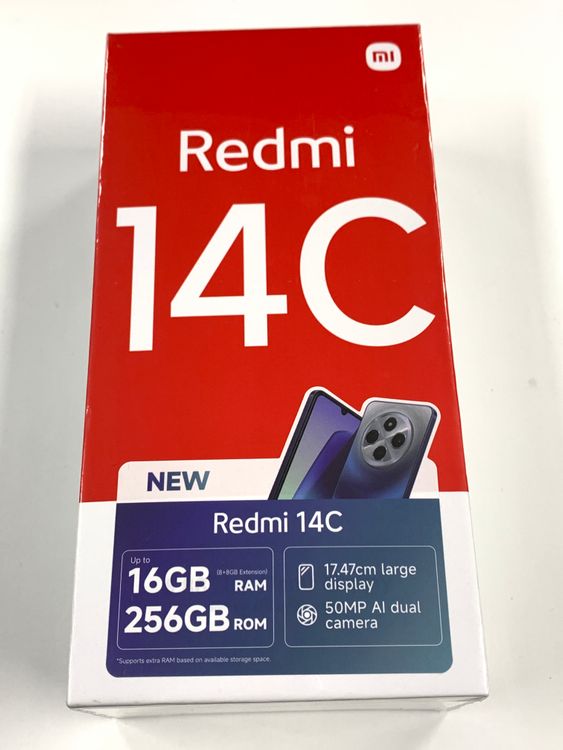 mi
Redmi
14C
NEW
Redmi 14C
Up to
16GB (8+8GB Extension) RAM
256GB ROM
17.47cm large
display
50MP AI dual
camera
*Supports extra RAM based on available storage space.